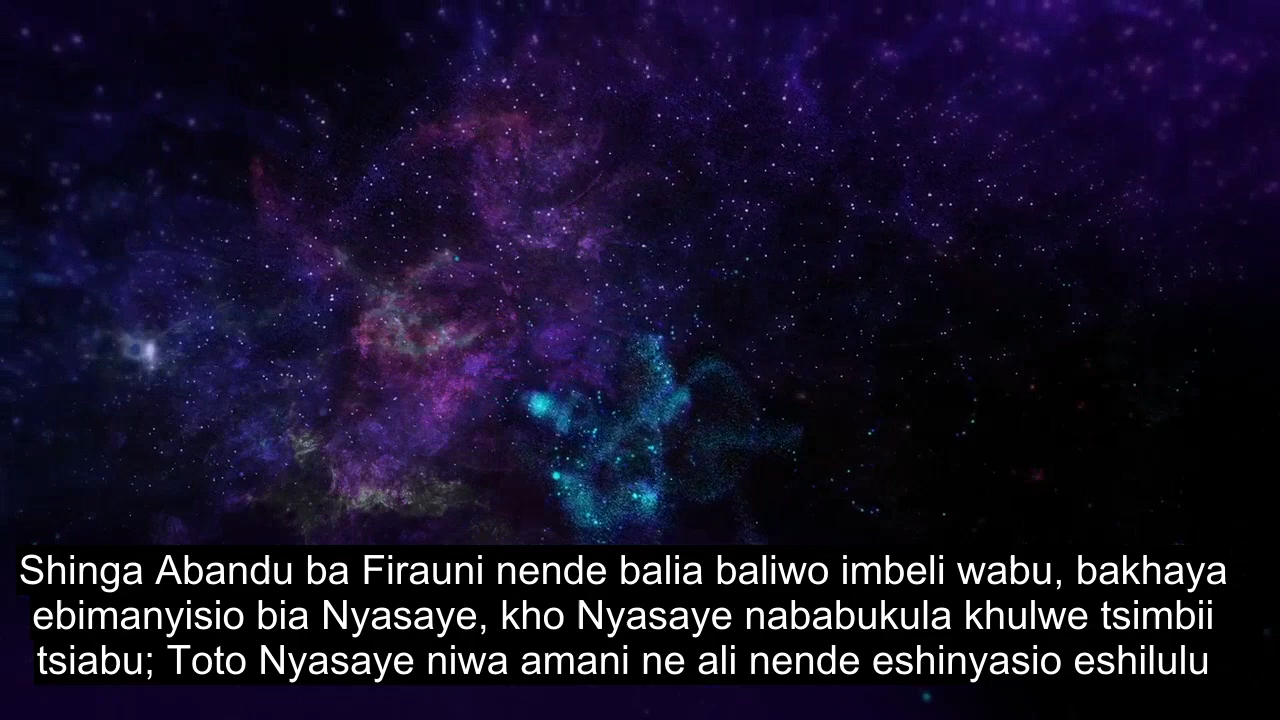 Shinga Abandu ba Firauni nende balia baliwo imbeli wabu, bakhaya
ebimanyisio bia Nyasaye, kho Nyasaye nababukula khulwe tsimbii
tsiabu; Toto Nyasaye niwa amani ne ali nende eshinyasio eshilulu